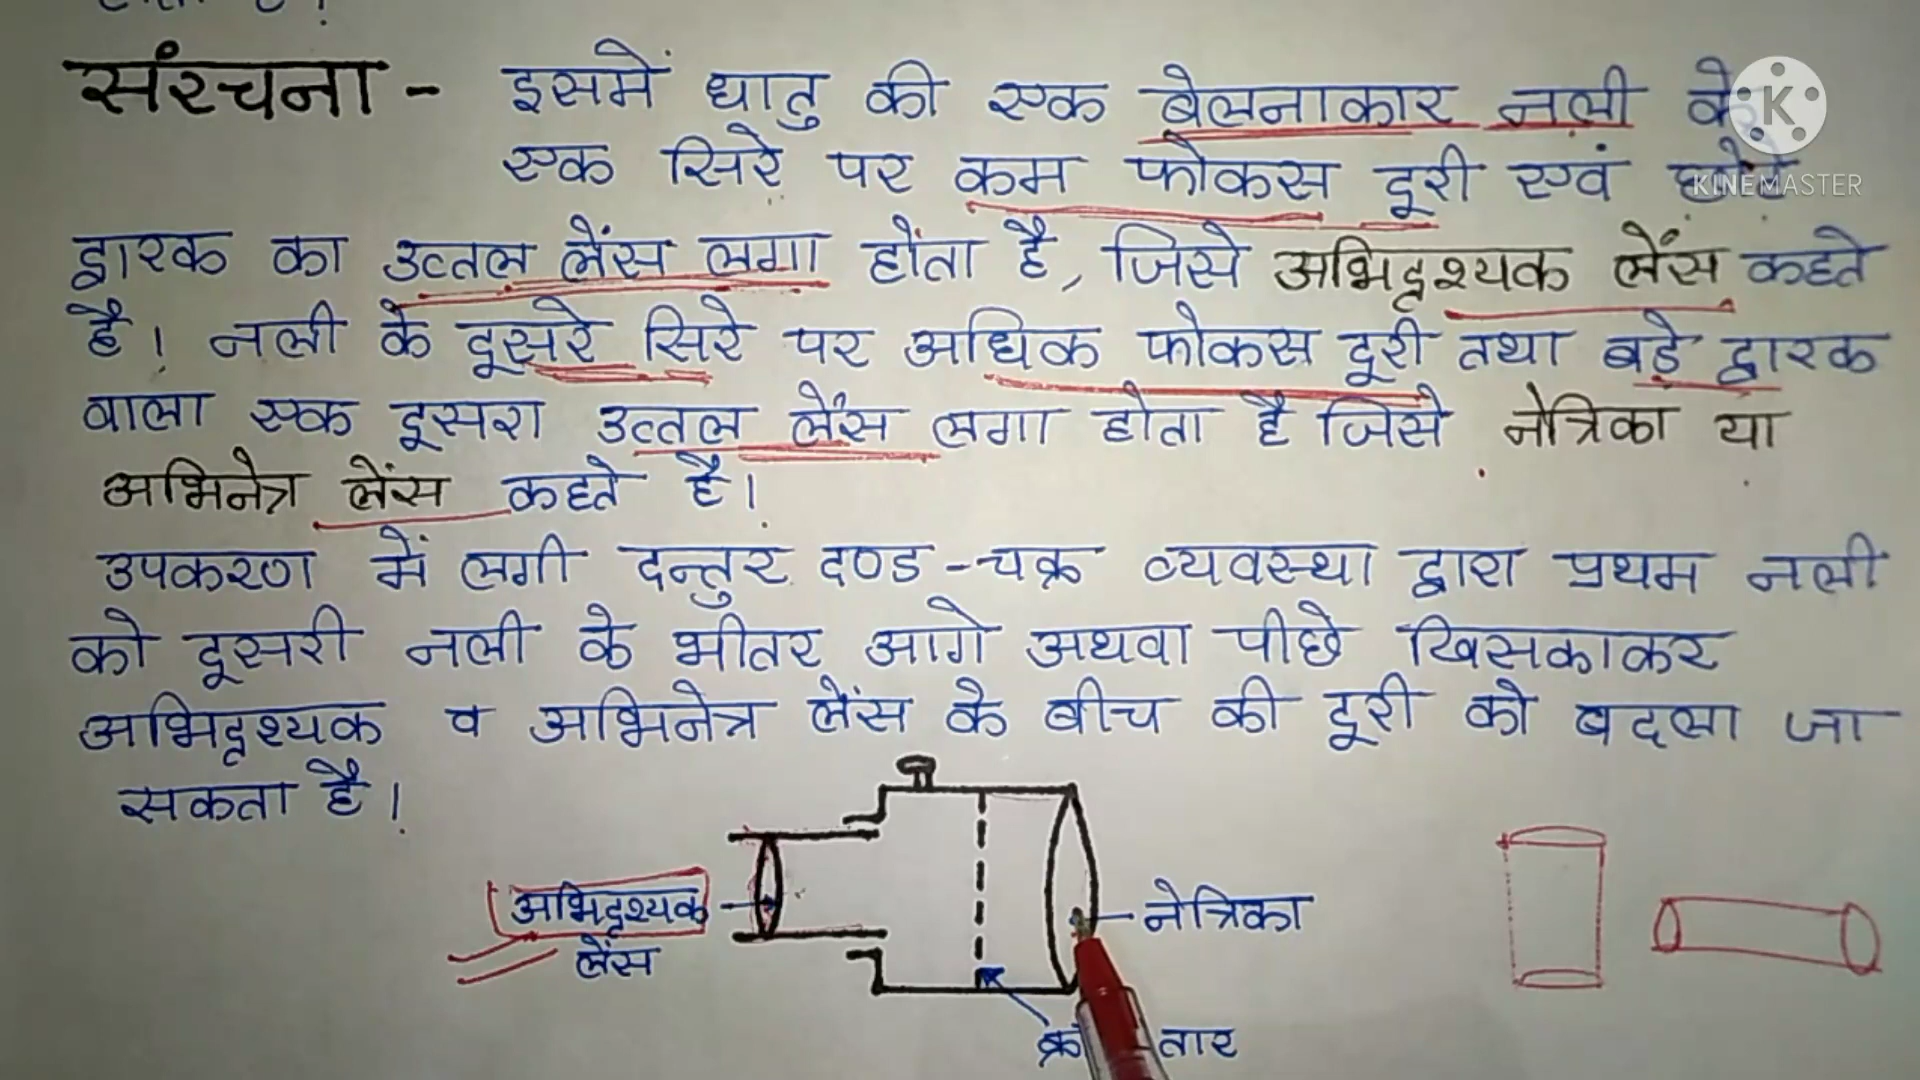 संरचना - इसमें धातु की एक बेलनाकार नली के
एक सिरे पर कम फोकस दूरी एवं छोटे
द्वारक का उत्तल लेंस लगा होंता है, जिसे अभिदृश्यक लेंस कहते
है। नली के दूसरे सिरे पर अधिक फोकस दूरी तथा बड़े द्वारक
वाला एक दूसरा उत्तल लेंस लगा होता है जिसे नेत्रिका या
अभिनेत्र लेंस कहते है।
उपकरण में लगी दन्तुर दण्ड-चक्र व्यवस्था द्वारा प्रथम नली
को दूसरी नली के भीतर आगे अथवा पीछे खिसकाकर
अभिदृश्यक व अभिनेत्र लेंस के बीच की दूरी को बदला जा
सकता है।
अभिदृश्यक
लेंस
नेत्रिका
तार
K
KINEMASTER